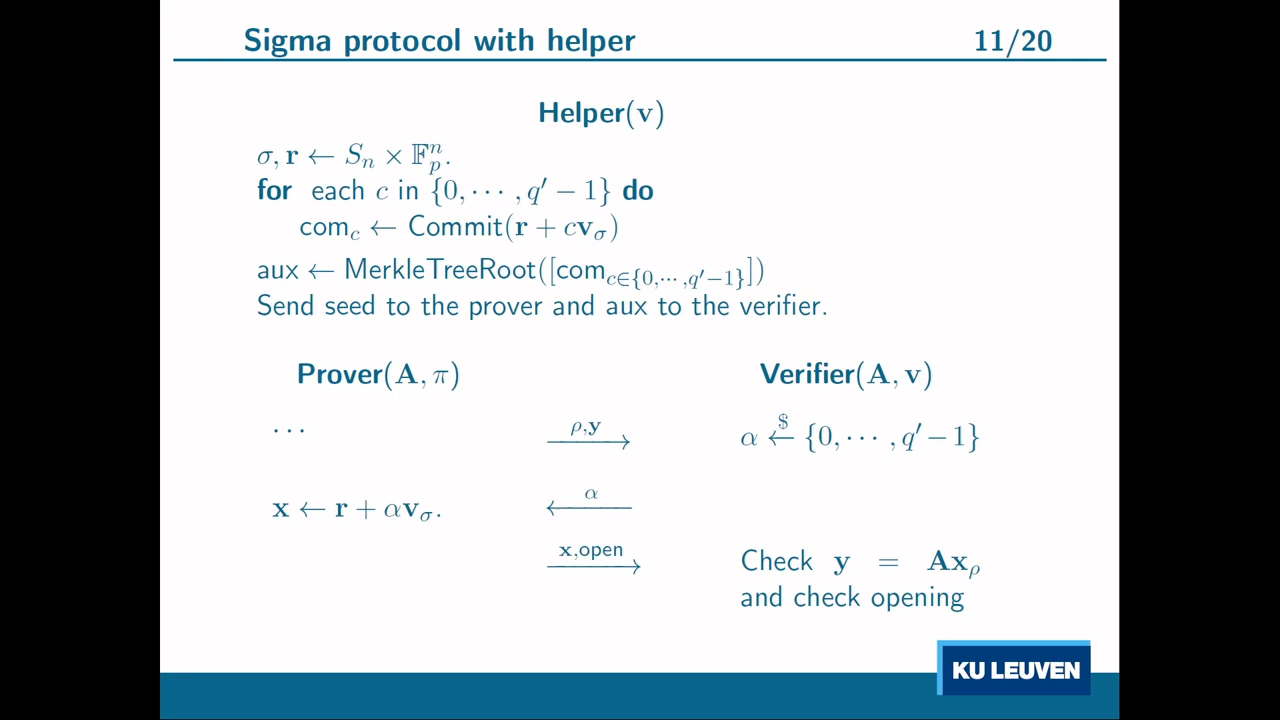 Sigma protocol with helper 11/20
Helper(v)
σ, r ← Sₙ × 𝔽ₚⁿ.
for each c in {0, ⋯ , q′ − 1} do
com_c ← Commit(r + cv_σ)
aux ← MerkleTreeRoot([com_{c∈{0,⋯,q′−1}}])
Send seed to the prover and aux to the verifier.
Prover(A, π) Verifier(A, v)
⋯ ρ,y α ←$ {0, ⋯ , q′ − 1}
x ← r + αv_σ. α
x,open Check y = Ax_ρ
and check opening
KU LEUVEN